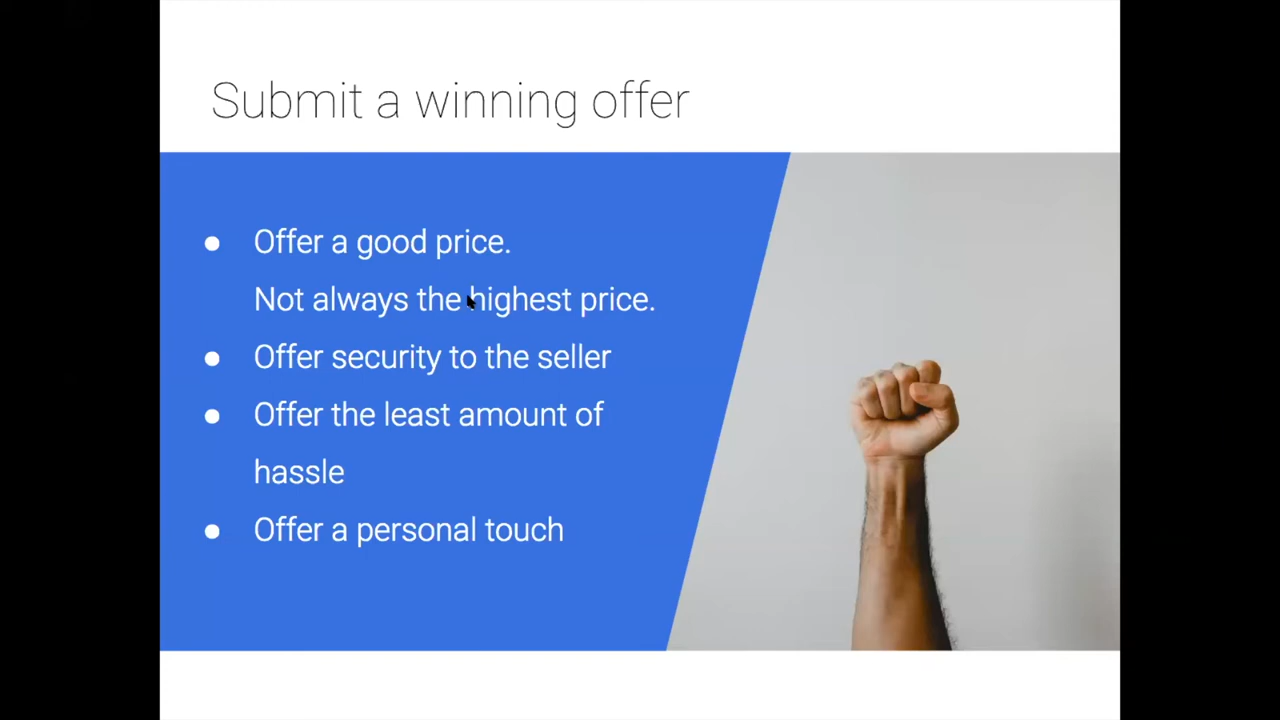 Submit a winning offer
● Offer a good price.
Not always the highest price.
● Offer security to the seller
● Offer the least amount of
hassle
● Offer a personal touch